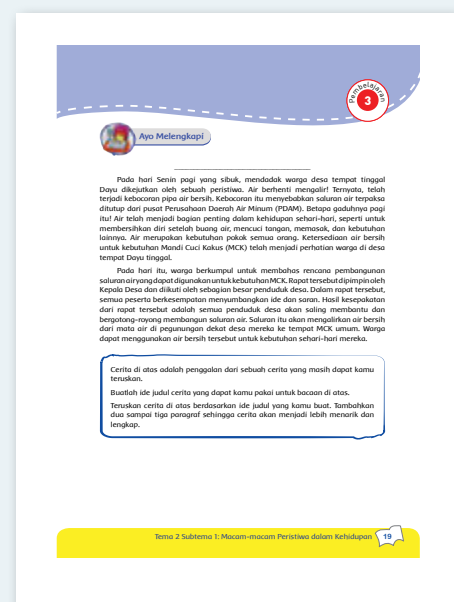 Pembelajaran
3
Ayo Melengkapi
Pada hari Senin pagi yang sibuk, mendadak warga desa tempat tinggal
Dayu dikejutkan oleh sebuah peristiwa. Air berhenti mengalir! Ternyata, telah
terjadi kebocoran pipa air bersih. Kebocoran itu menyebabkan saluran air terpaksa
ditutup dari pusat Perusahaan Daerah Air Minum (PDAM). Betapa gaduhnya pagi
itu! Air telah menjadi bagian penting dalam kehidupan sehari-hari, seperti untuk
membersihkan diri setelah buang air, mencuci tangan, memasak, dan kebutuhan
lainnya. Air merupakan kebutuhan pokok semua orang. Ketersediaan air bersih
untuk kebutuhan Mandi Cuci Kakus (MCK) telah menjadi perhatian warga di desa
tempat Dayu tinggal.
Pada hari itu, warga berkumpul untuk membahas rencana pembangunan
saluran air yang dapat digunakan untuk kebutuhan MCK. Rapat tersebut dipimpin oleh
Kepala Desa dan diikuti oleh sebagian besar penduduk desa. Dalam rapat tersebut,
semua peserta berkesempatan menyumbangkan ide dan saran. Hasil kesepakatan
dari rapat tersebut adalah semua penduduk desa akan saling membantu dan
bergotong-royong membangun saluran air. Saluran itu akan mengalirkan air bersih
dari mata air di pegunungan dekat desa mereka ke tempat MCK umum. Warga
dapat menggunakan air bersih tersebut untuk kebutuhan sehari-hari mereka.
Cerita di atas adalah penggalan dari sebuah cerita yang masih dapat kamu
teruskan.
Buatlah ide judul cerita yang dapat kamu pakai untuk bacaan di atas.
Teruskan cerita di atas berdasarkan ide judul yang kamu buat. Tambahkan
dua sampai tiga paragraf sehingga cerita akan menjadi lebih menarik dan
lengkap.
Tema 2 Subtema 1: Macam-macam Peristiwa dalam Kehidupan
19